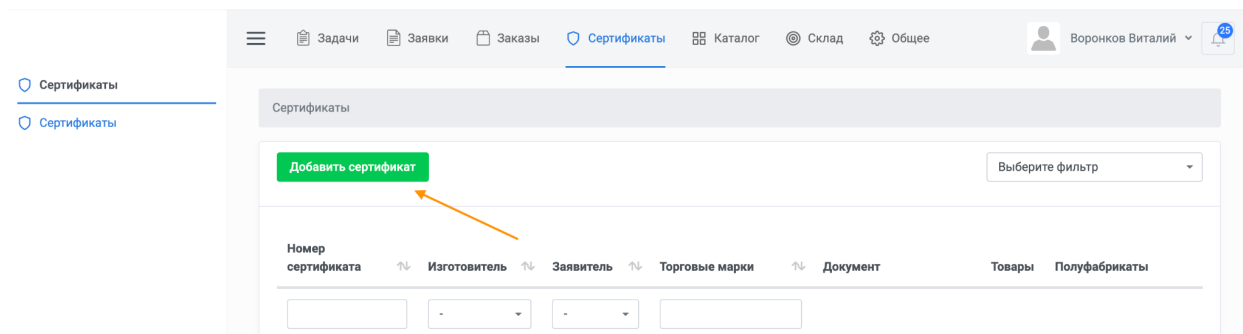 Задачи Заявки Заказы Сертификаты Каталог Склад Общее Воронков Виталий 25
Сертификаты
Сертификаты
Сертификаты
Добавить сертификат Выберите фильтр
Номер сертификата Изготовитель Заявитель Торговые марки Документ Товары Полуфабрикаты
- -